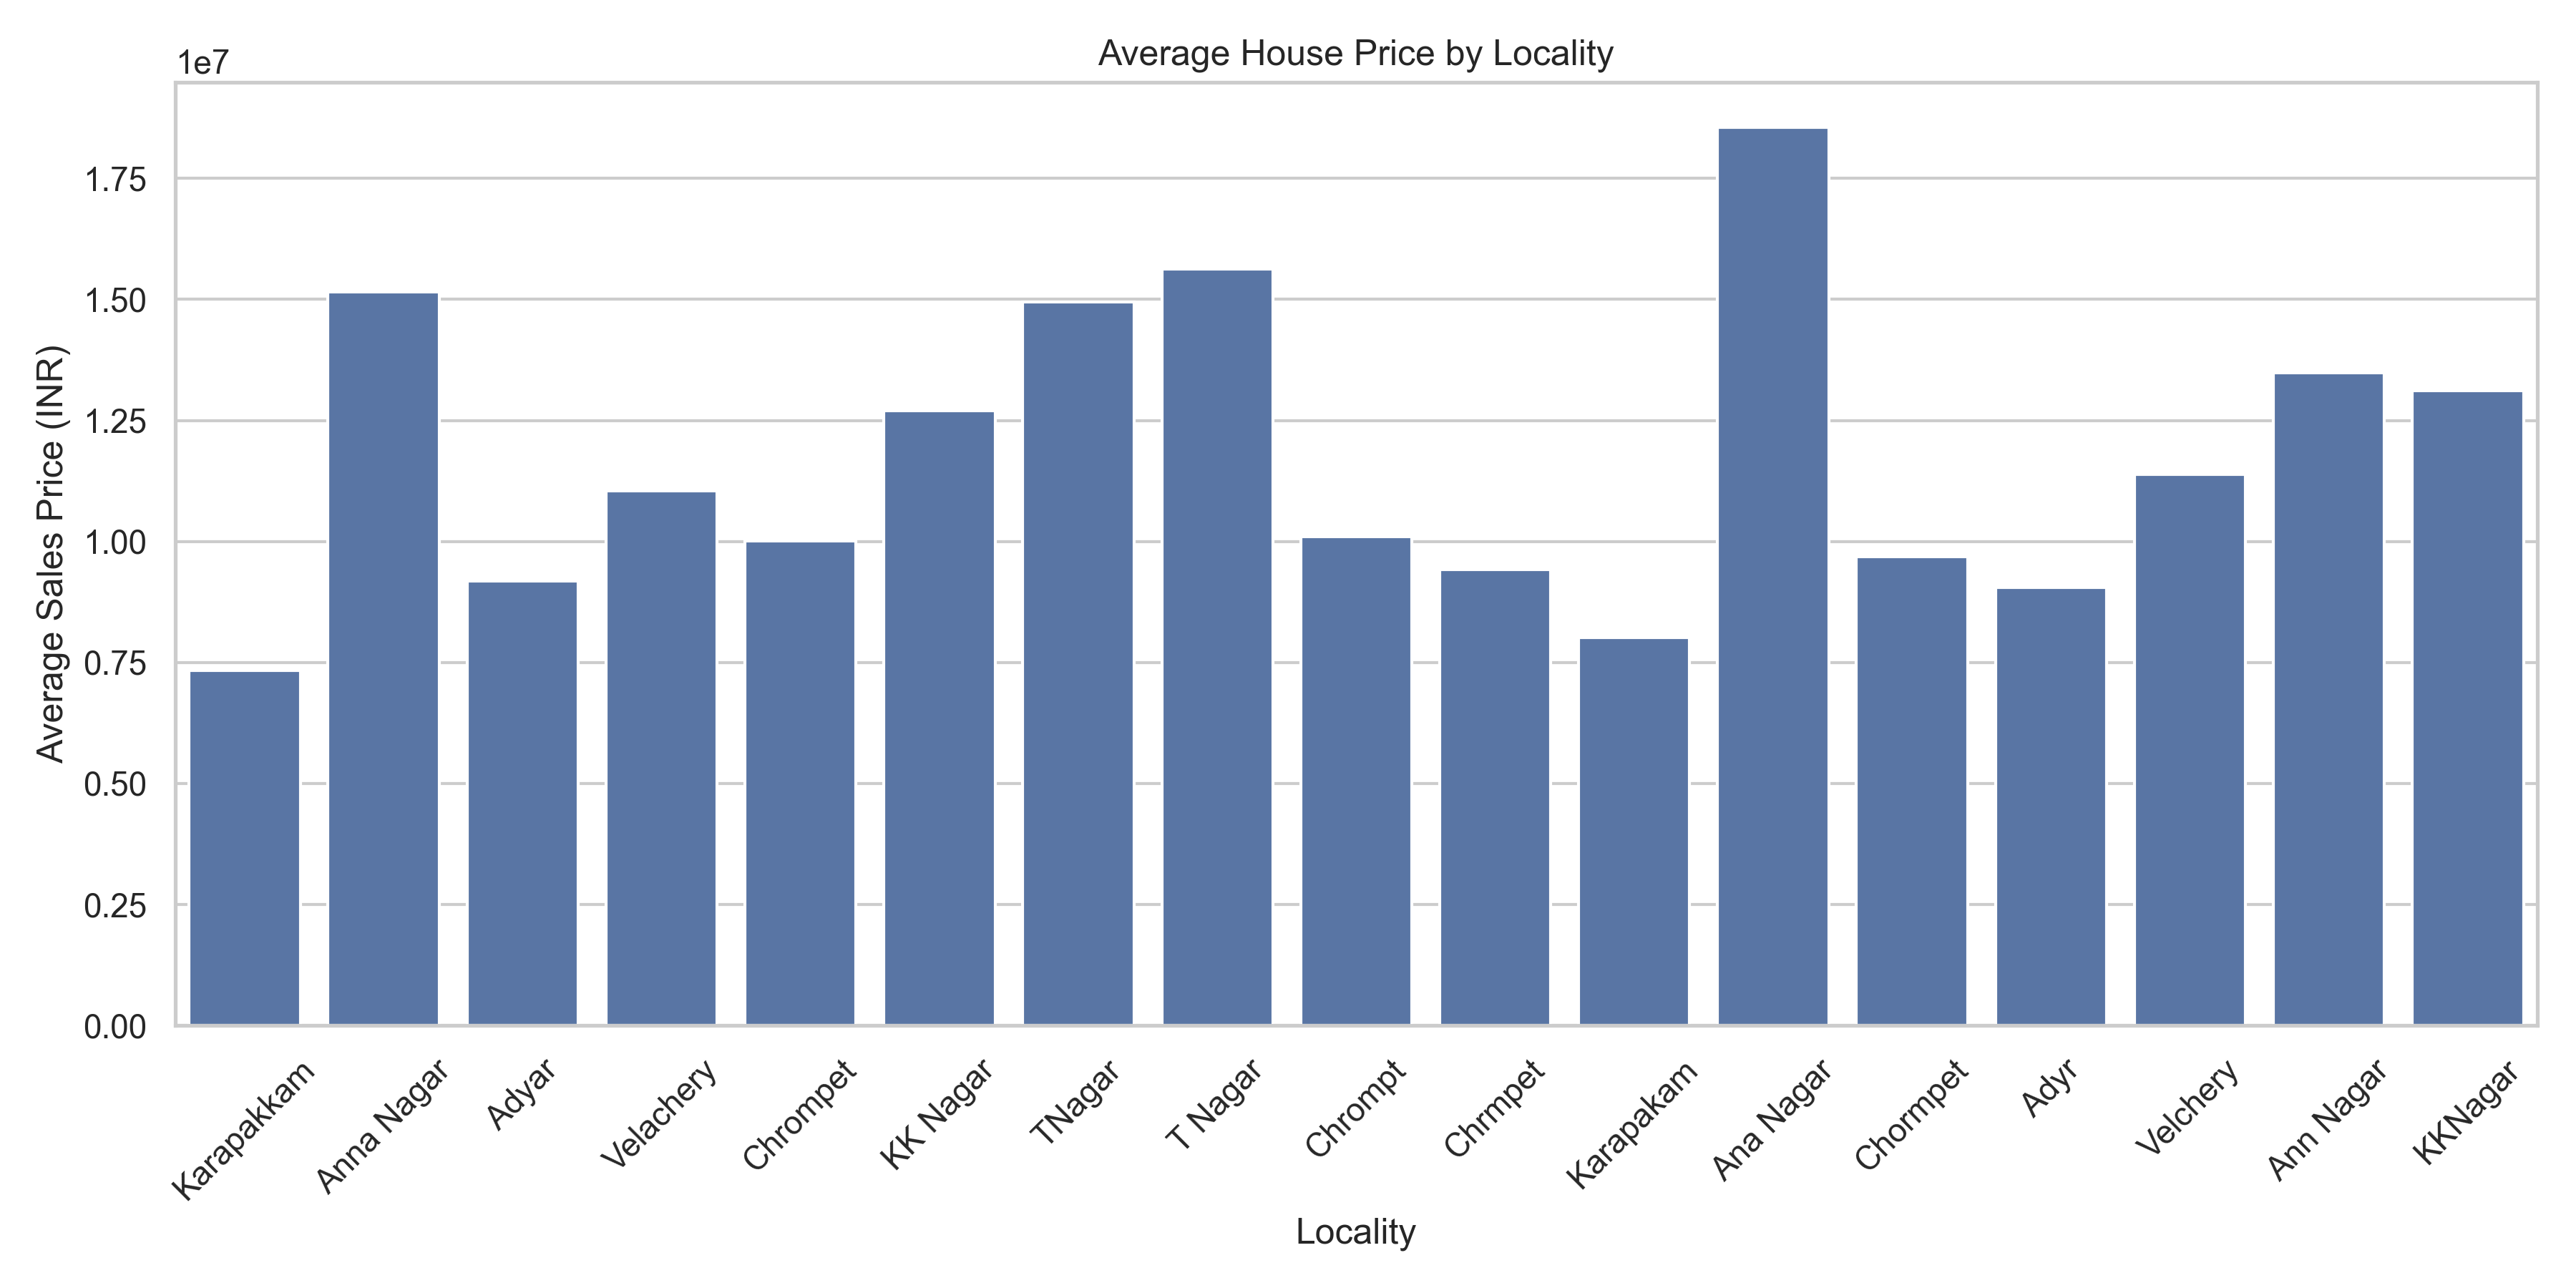 Average House Price by Locality
1e7
1.75
1.50
1.25
1.00
0.75
0.50
0.25
0.00
Average Sales Price (INR)
Karapakkam
Anna Nagar
Adyar
Velachery
Chrompet
KK Nagar
TNagar
T Nagar
Chrompt
Chrmpet
Karapakam
Ana Nagar
Chormpet
Adyr
Velchery
Ann Nagar
KKNagar
Locality